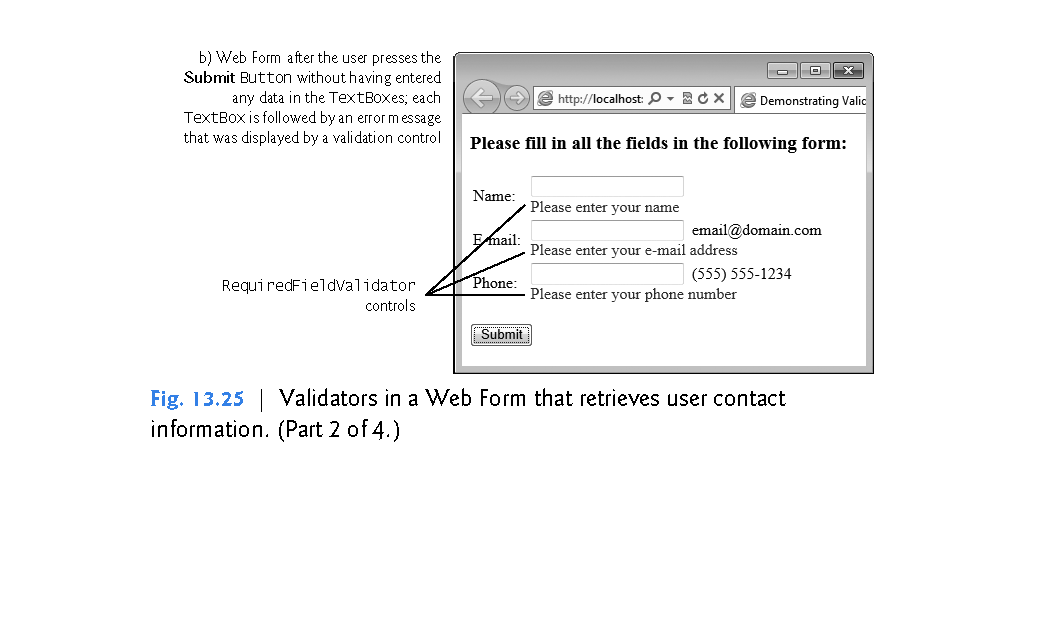 b) Web Form after the user presses the
Submit Button without having entered
any data in the TextBoxes; each
TextBox is followed by an error message
that was displayed by a validation control
http://localhost:
Demonstrating Valic
Please fill in all the fields in the following form:
Name:
Please enter your name
E-mail:
email@domain.com
Please enter your e-mail address
Phone:
(555) 555-1234
Please enter your phone number
RequiredFieldValidator
controls
Submit
Fig. 13.25 | Validators in a Web Form that retrieves user contact
information. (Part 2 of 4.)